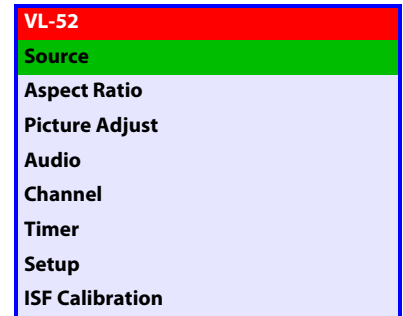 VL-52
Source
Aspect Ratio
Picture Adjust
Audio
Channel
Timer
Setup
ISF Calibration